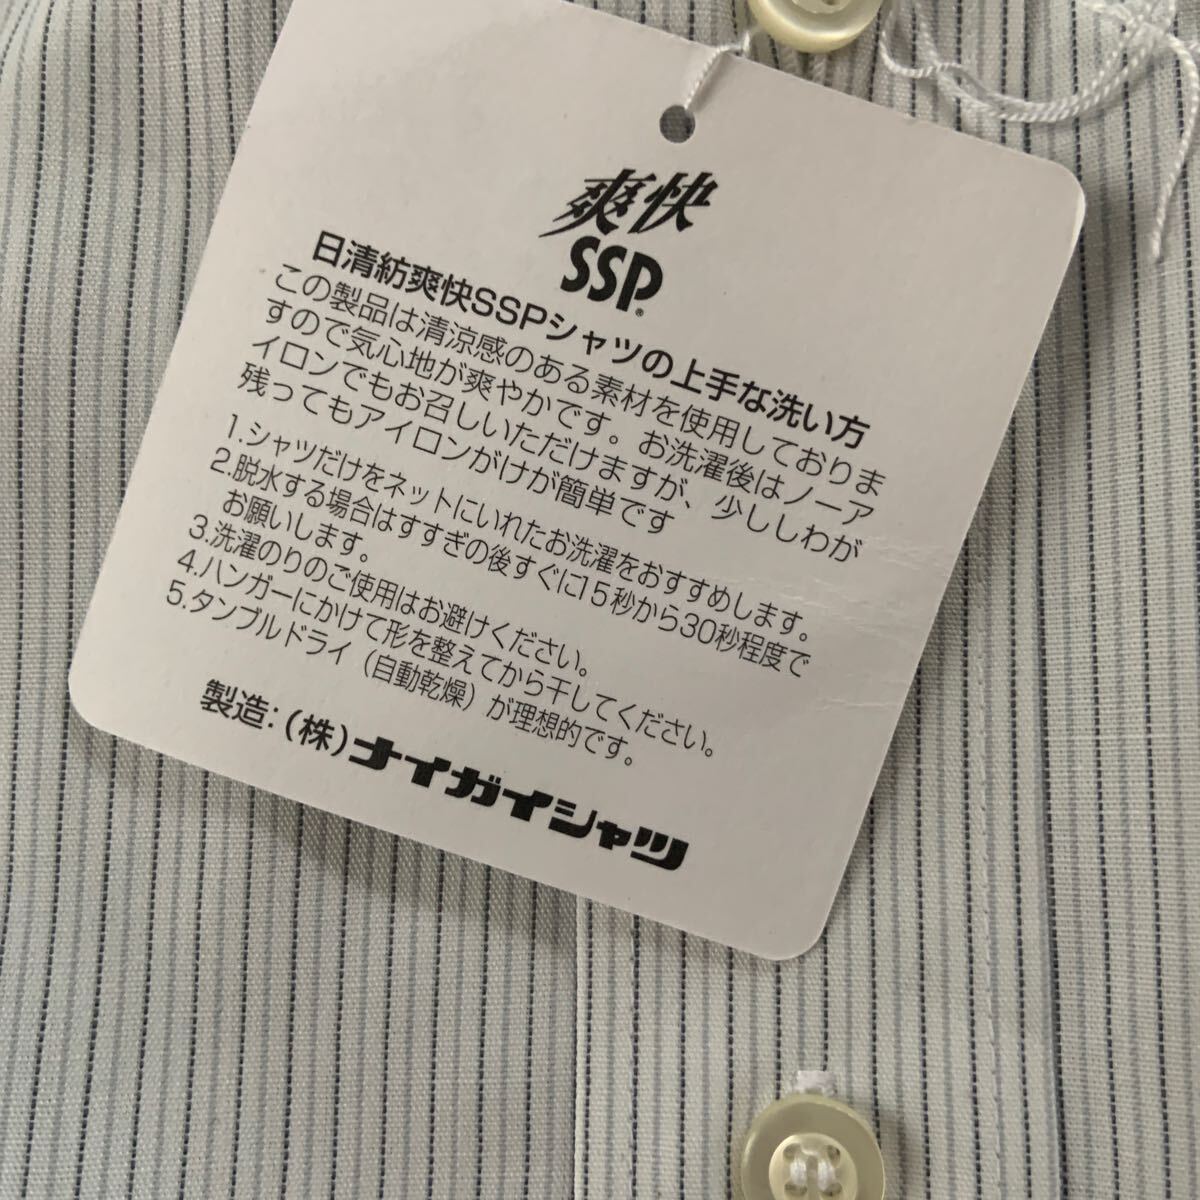 爽快
SSP®
日清紡爽快SSPシャツの上手な洗い方
この製品は清涼感のある素材を使用しておりま
すので気心地が爽やかです。お洗濯後はノーア
イロンでもお召しいただけますが、少ししわが
残ってもアイロンがけが簡単です
1.シャツだけをネットにいれたお洗濯をおすすめします。
2.脱水する場合はすすぎの後すぐに15秒から30秒程度で
お願いします。
3.洗濯のりのご使用はお避けください。
4.ハンガーにかけて形を整えてから干してください。
5.タンブルドライ（自動乾燥）が理想的です。
製造：（株）ナイガイシャツ